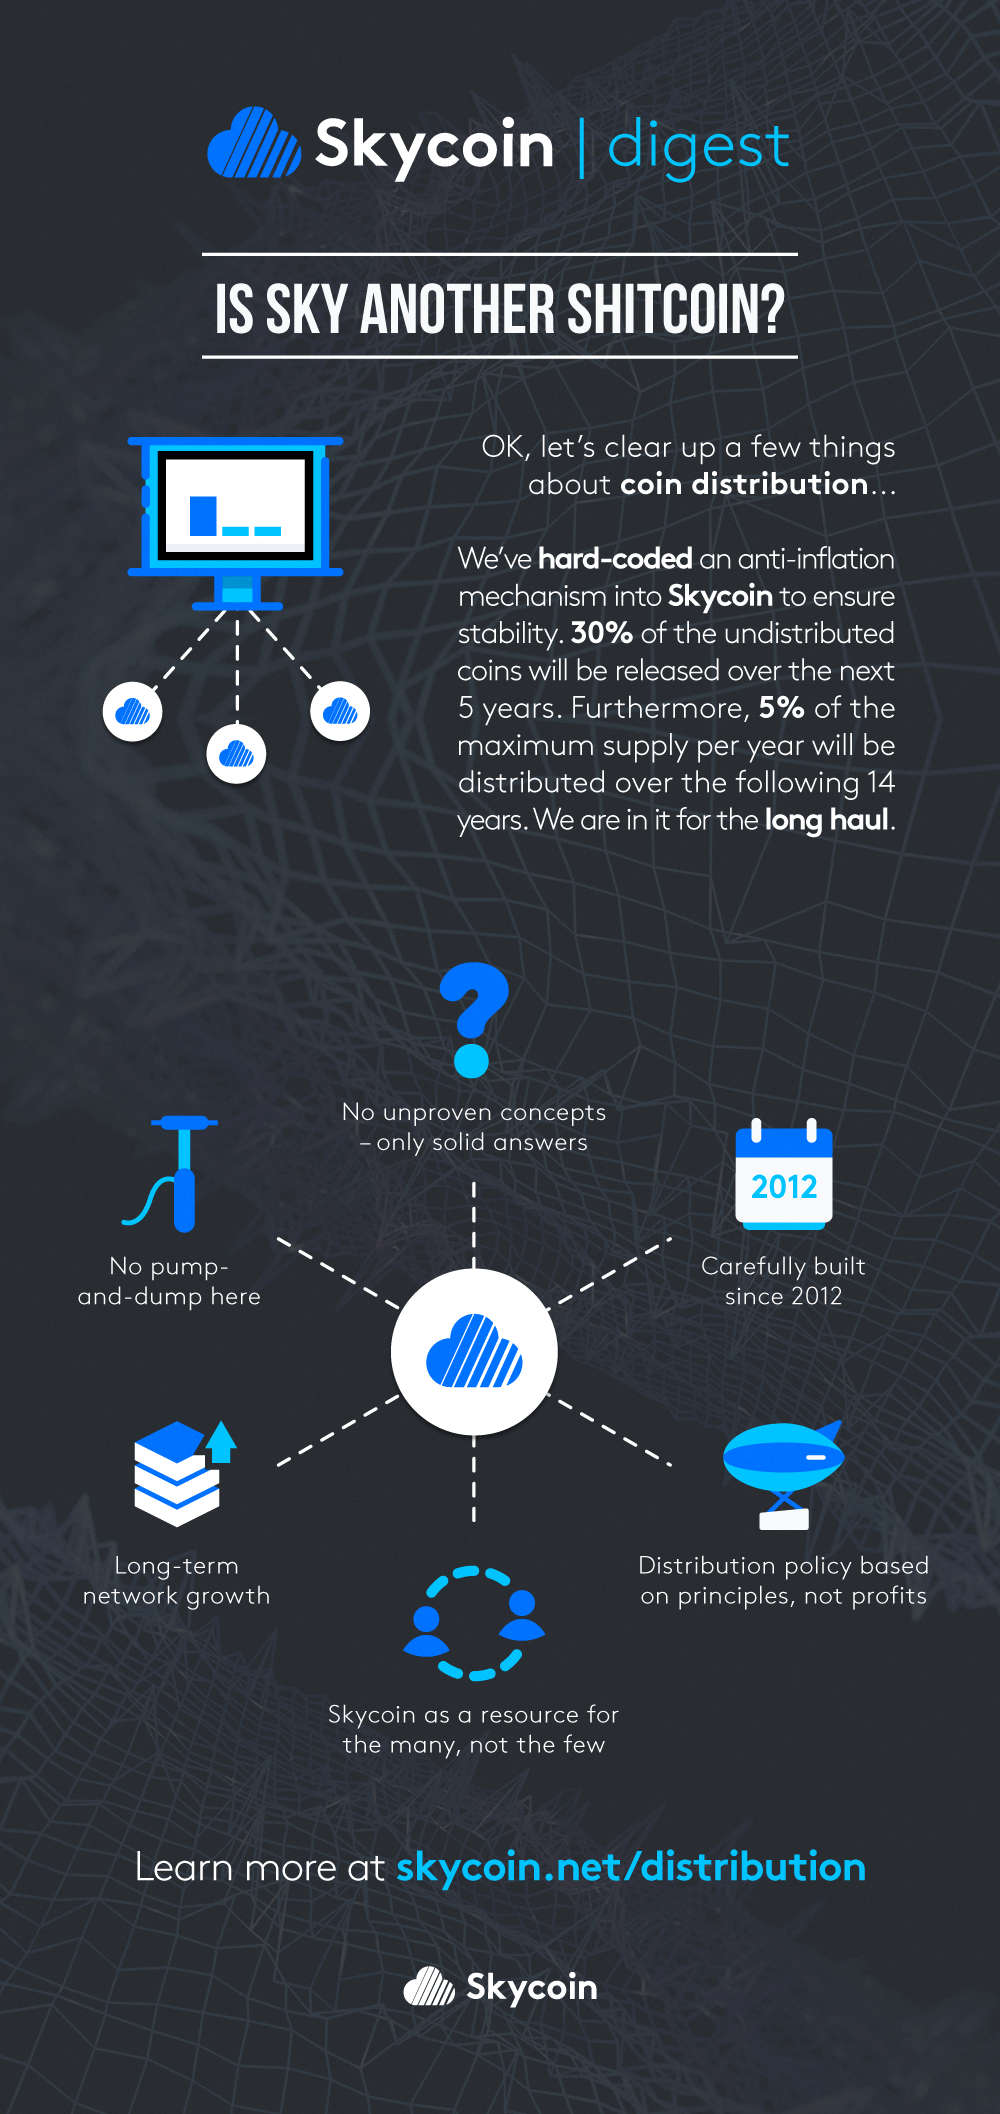 Skycoin | digest
IS SKY ANOTHER SHITCOIN?
OK, let's clear up a few things
about coin distribution...
We've hard-coded an anti-inflation
mechanism into Skycoin to ensure
stability. 30% of the undistributed
coins will be released over the next
5 years. Furthermore, 5% of the
maximum supply per year will be
distributed over the following 14
years. We are in it for the long haul.
No unproven concepts
– only solid answers
2012
No pump-
and-dump here
Carefully built
since 2012
Long-term
network growth
Distribution policy based
on principles, not profits
Skycoin as a resource for
the many, not the few
Learn more at skycoin.net/distribution
Skycoin